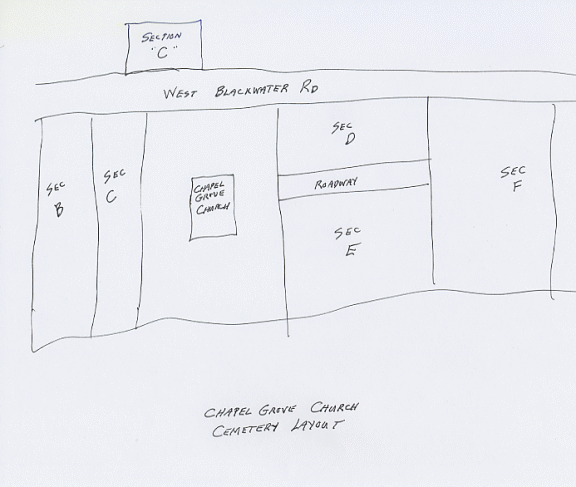 SECTION
"C"
WEST BLACKWATER RD
SEC
B
SEC
C
CHAPEL
GROVE
CHURCH
SEC
D
ROADWAY
SEC
E
SEC
F
CHAPEL GROVE CHURCH
CEMETERY LAYOUT